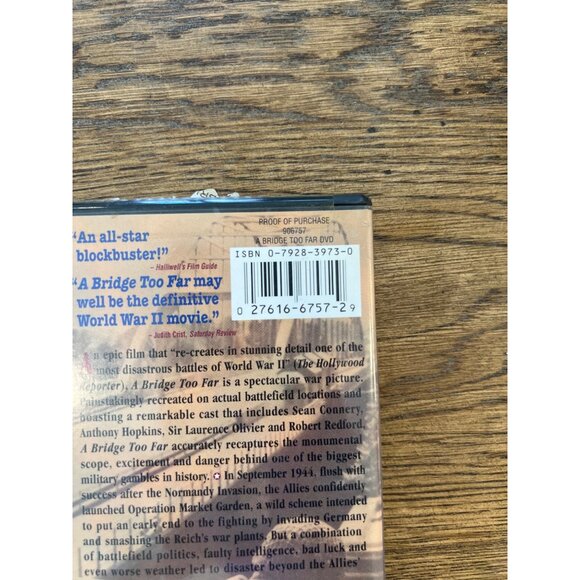 PROOF OF PURCHASE
906757
A BRIDGE TOO FAR DVD
ISBN 0-7928-3973-0
0 27616-6757-2 9
"An all-star
blockbuster!"
– Halliwell's Film Guide
"A Bridge Too Far may
well be the definitive
World War II movie."
– Judith Crist, Saturday Review
An epic film that "re-creates in stunning detail one of the
most disastrous battles of World War II" (The Hollywood
Reporter), A Bridge Too Far is a spectacular war picture.
Painstakingly recreated on actual battlefield locations and
boasting a remarkable cast that includes Sean Connery,
Anthony Hopkins, Sir Laurence Olivier and Robert Redford,
A Bridge Too Far accurately recaptures the monumental
scope, excitement and danger behind one of the biggest
military gambles in history. In September 1944, flush with
success after the Normandy Invasion, the Allies confidently
launched Operation Market Garden, a wild scheme intended
to put an early end to the fighting by invading Germany
and smashing the Reich's war plants. But a combination
of battlefield politics, faulty intelligence, bad luck and
even worse weather led to disaster beyond the Allies'